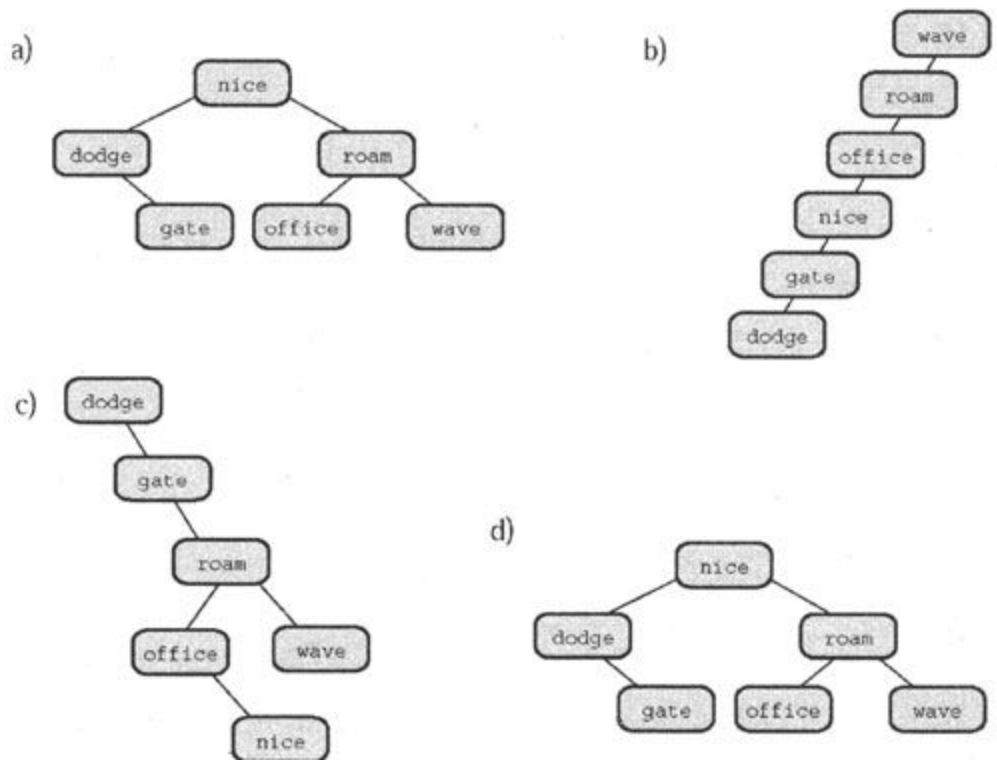 a)
nice
dodge
roam
gate
office
wave
b)
wave
roam
office
nice
gate
dodge
c)
dodge
gate
roam
office
wave
nice
d)
nice
dodge
roam
gate
office
wave